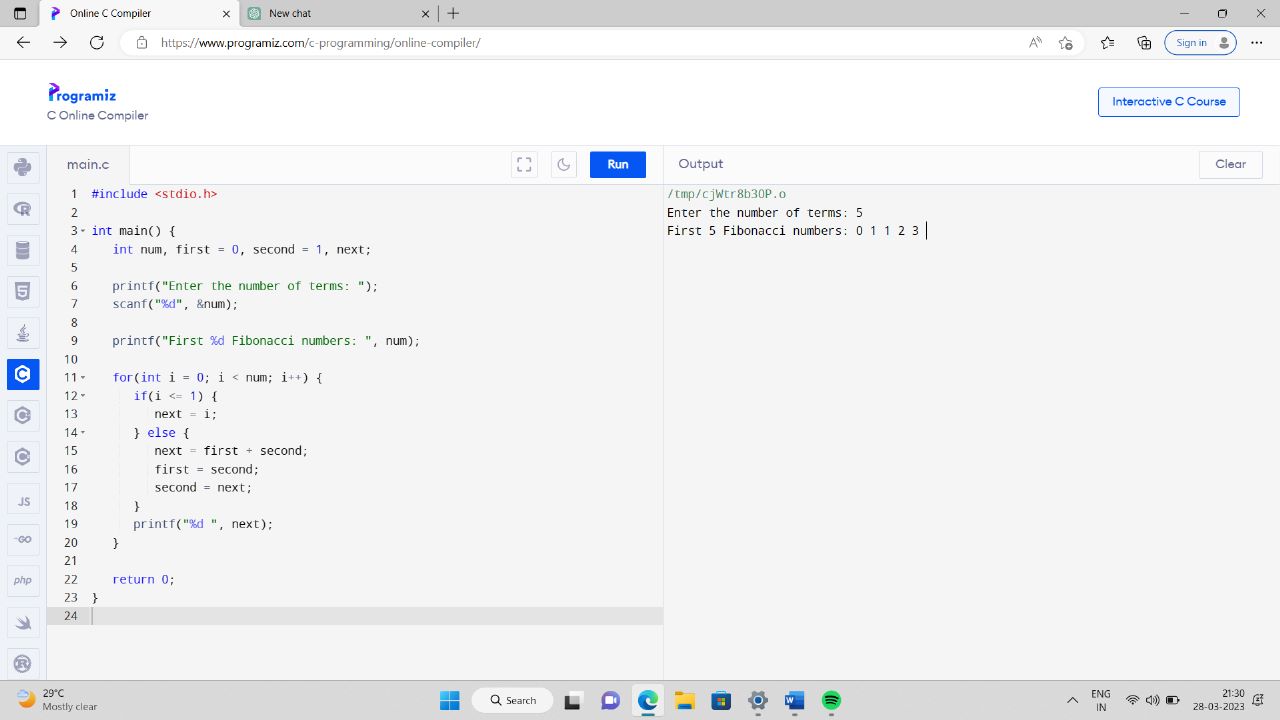 Online C Compiler
New chat
https://www.programiz.com/c-programming/online-compiler/
Sign in
Programiz
C Online Compiler
Interactive C Course
main.c
Run
Output
Clear
1 #include <stdio.h>
2
3 int main() {
4 int num, first = 0, second = 1, next;
5
6 printf("Enter the number of terms: ");
7 scanf("%d", &num);
8
9 printf("First %d Fibonacci numbers: ", num);
10
11 for(int i = 0; i < num; i++) {
12 if(i <= 1) {
13 next = i;
14 } else {
15 next = first + second;
16 first = second;
17 second = next;
18 }
19 printf("%d ", next);
20 }
21
22 return 0;
23 }
24
/tmp/cjWtr8b3OP.o
Enter the number of terms: 5
First 5 Fibonacci numbers: 0 1 1 2 3
JS
GO
php
29°C
Mostly clear
Search
ENG
IN
21:30
28-03-2023